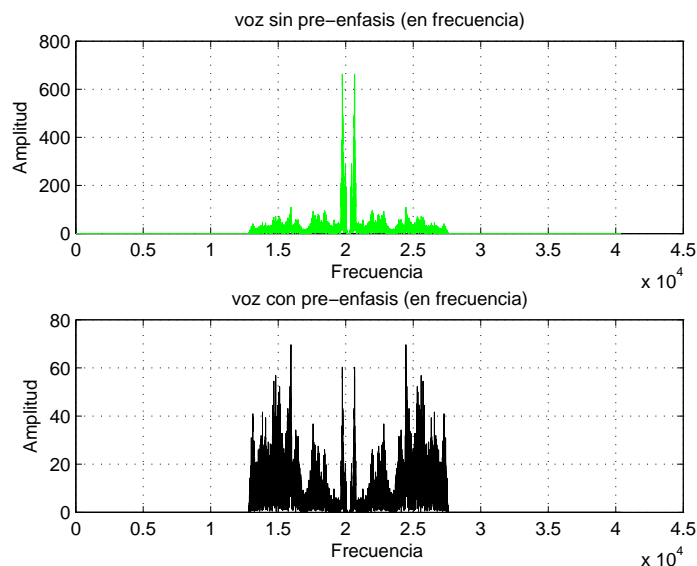 voz sin pre−enfasis (en frecuencia)
800
600
400
200
0
Amplitud
0 0.5 1 1.5 2 2.5 3 3.5 4 4.5
Frecuencia
x 10^4
voz con pre−enfasis (en frecuencia)
80
60
40
20
0
Amplitud
0 0.5 1 1.5 2 2.5 3 3.5 4 4.5
Frecuencia
x 10^4